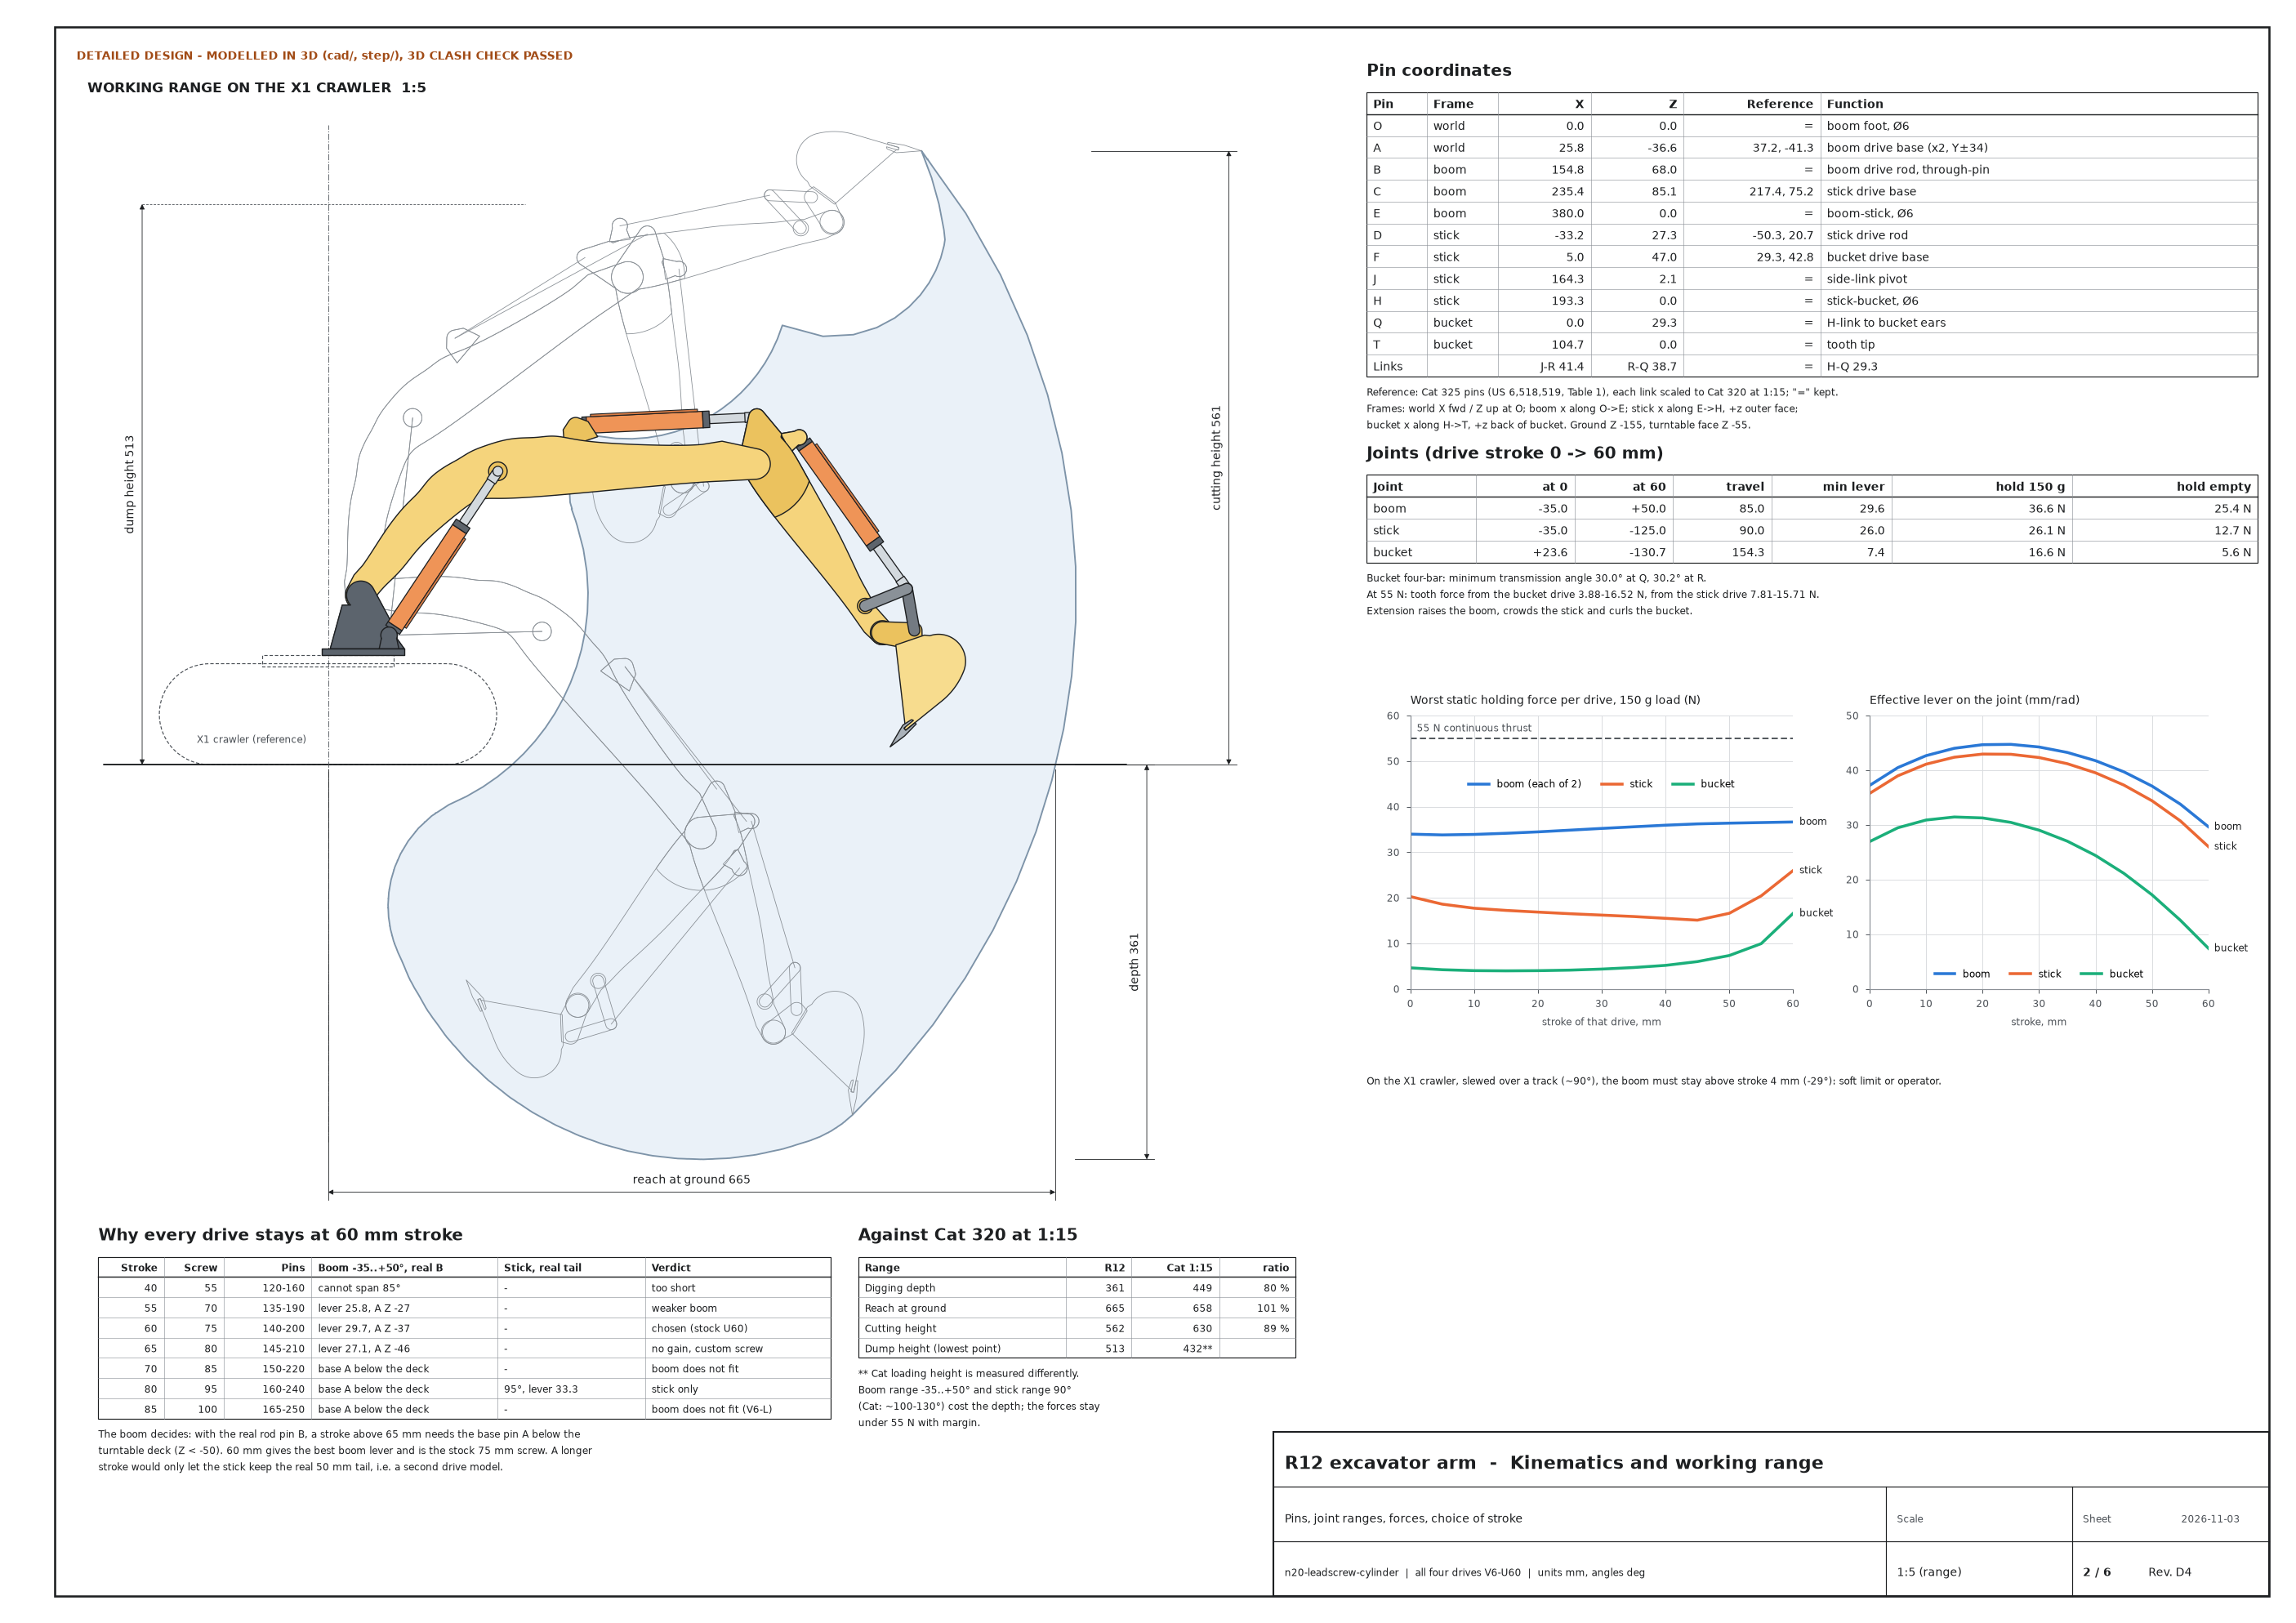 DETAILED DESIGN - MODELLED IN 3D (cad/, step/), 3D CLASH CHECK PASSED
WORKING RANGE ON THE X1 CRAWLER 1:5
dump height 513
cutting height 561
X1 crawler (reference)
depth 361
reach at ground 665
Pin coordinates
Pin Frame X Z Reference Function
O world 0.0 0.0 = boom foot, Ø6
A world 25.8 -36.6 37.2, -41.3 boom drive base (x2, Y±34)
B boom 154.8 68.0 = boom drive rod, through-pin
C boom 235.4 85.1 217.4, 75.2 stick drive base
E boom 380.0 0.0 = boom-stick, Ø6
D stick -33.2 27.3 -50.3, 20.7 stick drive rod
F stick 5.0 47.0 29.3, 42.8 bucket drive base
J stick 164.3 2.1 = side-link pivot
H stick 193.3 0.0 = stick-bucket, Ø6
Q bucket 0.0 29.3 = H-link to bucket ears
T bucket 104.7 0.0 = tooth tip
Links J-R 41.4 R-Q 38.7 = H-Q 29.3
Reference: Cat 325 pins (US 6,518,519, Table 1), each link scaled to Cat 320 at 1:15; "=" kept.
Frames: world X fwd / Z up at O; boom x along O->E; stick x along E->H, +z outer face;
bucket x along H->T, +z back of bucket. Ground Z -155, turntable face Z -55.
Joints (drive stroke 0 -> 60 mm)
Joint at 0 at 60 travel min lever hold 150 g hold empty
boom -35.0 +50.0 85.0 29.6 36.6 N 25.4 N
stick -35.0 -125.0 90.0 26.0 26.1 N 12.7 N
bucket +23.6 -130.7 154.3 7.4 16.6 N 5.6 N
Bucket four-bar: minimum transmission angle 30.0° at Q, 30.2° at R.
At 55 N: tooth force from the bucket drive 3.88-16.52 N, from the stick drive 7.81-15.71 N.
Extension raises the boom, crowds the stick and curls the bucket.
Worst static holding force per drive, 150 g load (N)
60
50
40
30
20
10
0
55 N continuous thrust
boom (each of 2) stick bucket
boom
stick
bucket
0 10 20 30 40 50 60
stroke of that drive, mm
Effective lever on the joint (mm/rad)
50
40
30
20
10
0
boom
stick
bucket
boom stick bucket
0 10 20 30 40 50 60
stroke, mm
On the X1 crawler, slewed over a track (~90°), the boom must stay above stroke 4 mm (-29°): soft limit or operator.
Why every drive stays at 60 mm stroke
Stroke Screw Pins Boom -35..+50°, real B Stick, real tail Verdict
40 55 120-160 cannot span 85° - too short
55 70 135-190 lever 25.8, A Z -27 - weaker boom
60 75 140-200 lever 29.7, A Z -37 - chosen (stock U60)
65 80 145-210 lever 27.1, A Z -46 - no gain, custom screw
70 85 150-220 base A below the deck - boom does not fit
80 95 160-240 base A below the deck 95°, lever 33.3 stick only
85 100 165-250 base A below the deck - boom does not fit (V6-L)
The boom decides: with the real rod pin B, a stroke above 65 mm needs the base pin A below the
turntable deck (Z < -50). 60 mm gives the best boom lever and is the stock 75 mm screw. A longer
stroke would only let the stick keep the real 50 mm tail, i.e. a second drive model.
Against Cat 320 at 1:15
Range R12 Cat 1:15 ratio
Digging depth 361 449 80 %
Reach at ground 665 658 101 %
Cutting height 562 630 89 %
Dump height (lowest point) 513 432**
** Cat loading height is measured differently.
Boom range -35..+50° and stick range 90°
(Cat: ~100-130°) cost the depth; the forces stay
under 55 N with margin.
R12 excavator arm - Kinematics and working range
Pins, joint ranges, forces, choice of stroke
Scale
Sheet 2026-11-03
n20-leadscrew-cylinder | all four drives V6-U60 | units mm, angles deg
1:5 (range)
2 / 6 Rev. D4